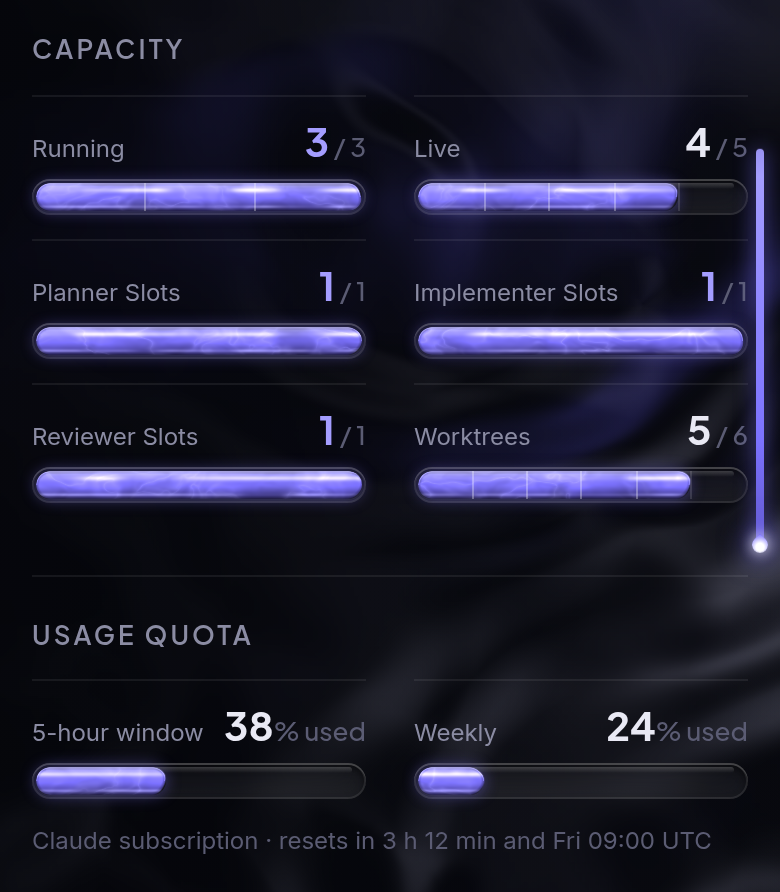 CAPACITY
Running 3 / 3
Live 4 / 5
Planner Slots 1 / 1
Implementer Slots 1 / 1
Reviewer Slots 1 / 1
Worktrees 5 / 6
USAGE QUOTA
5-hour window 38% used
Weekly 24% used
Claude subscription · resets in 3 h 12 min and Fri 09:00 UTC